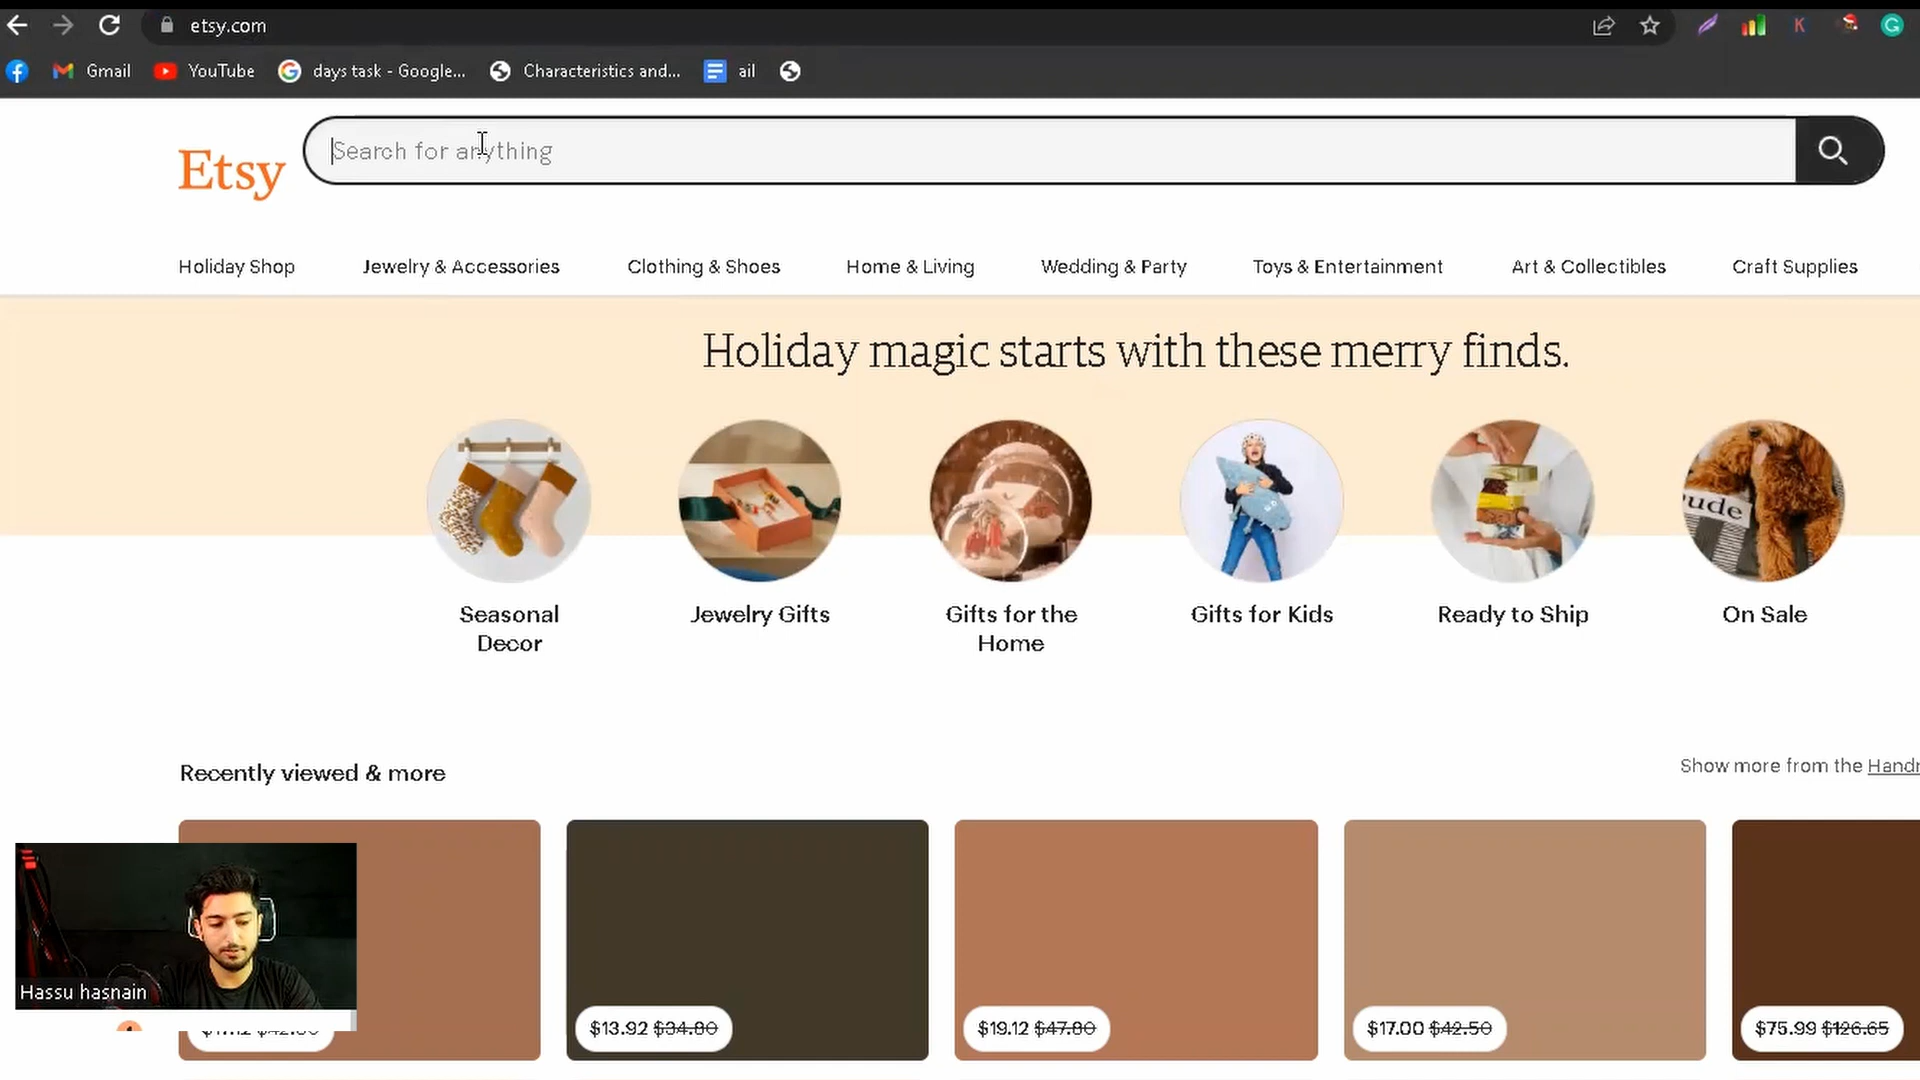 etsy.com
Gmail YouTube days task - Google... Characteristics and... ail
Etsy
Search for anything
Holiday Shop Jewelry & Accessories Clothing & Shoes Home & Living Wedding & Party Toys & Entertainment Art & Collectibles Craft Supplies
Holiday magic starts with these merry finds.
ude
Seasonal Decor
Jewelry Gifts
Gifts for the Home
Gifts for Kids
Ready to Ship
On Sale
Recently viewed & more
Show more from the Handr
Hassu hasnain
$13.92 $34.80
$19.12 $47.80
$17.00 $42.50
$75.99 $126.65